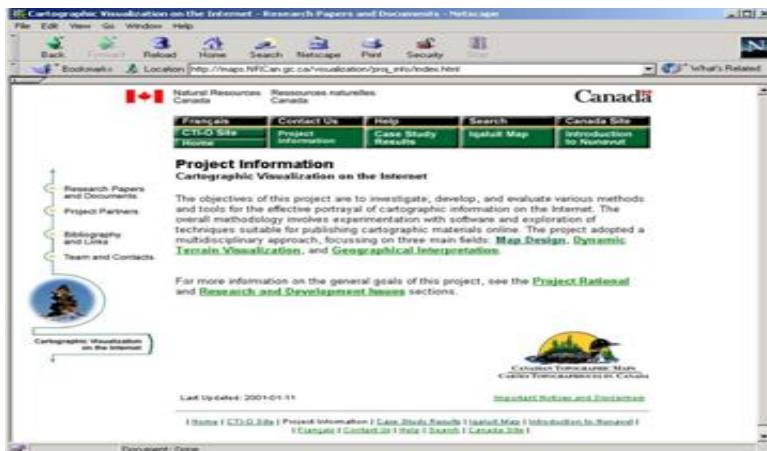 Cartographic Visualization on the Internet - Research Papers and Documents - Netscape
File Edit View Go Window Help
Back Forward Reload Home Search Netscape Print Security Stop
Bookmarks Location http://maps.NRCan.gc.ca/visualization/proj_info/index.html What's Related
Natural Resources Canada Ressources naturelles Canada
Canada
Français Contact Us Help Search Canada Site
CTI-O Site Project Information Case Study Results Iqaluit Map Introduction to Nunavut
Home
Project Information
Cartographic Visualization on the Internet
Research Papers and Documents
Project Partners
Bibliography and Links
Team and Contacts
Cartographic Visualization on the Internet
The objectives of this project are to investigate, develop, and evaluate various methods
and tools for the effective portrayal of cartographic information on the Internet. The
overall methodology involves experimentation with software and exploration of
techniques suitable for publishing cartographic materials online. The project adopted a
multidisciplinary approach, focussing on three main fields: Map Design, Dynamic
Terrain Visualization, and Geographical Interpretation.
For more information on the general goals of this project, see the Project Rational
and Research and Development Issues sections.
Canadian Topographic Maps
Cartes Topographiques du Canada
Last Updated: 2001-01-11
Important Notices and Disclaimers
| Home | CTI-O Site | Project Information | Case Study Results | Iqaluit Map | Introduction to Nunavut |
| Français | Contact Us | Help | Search | Canada Site |
Document: Done